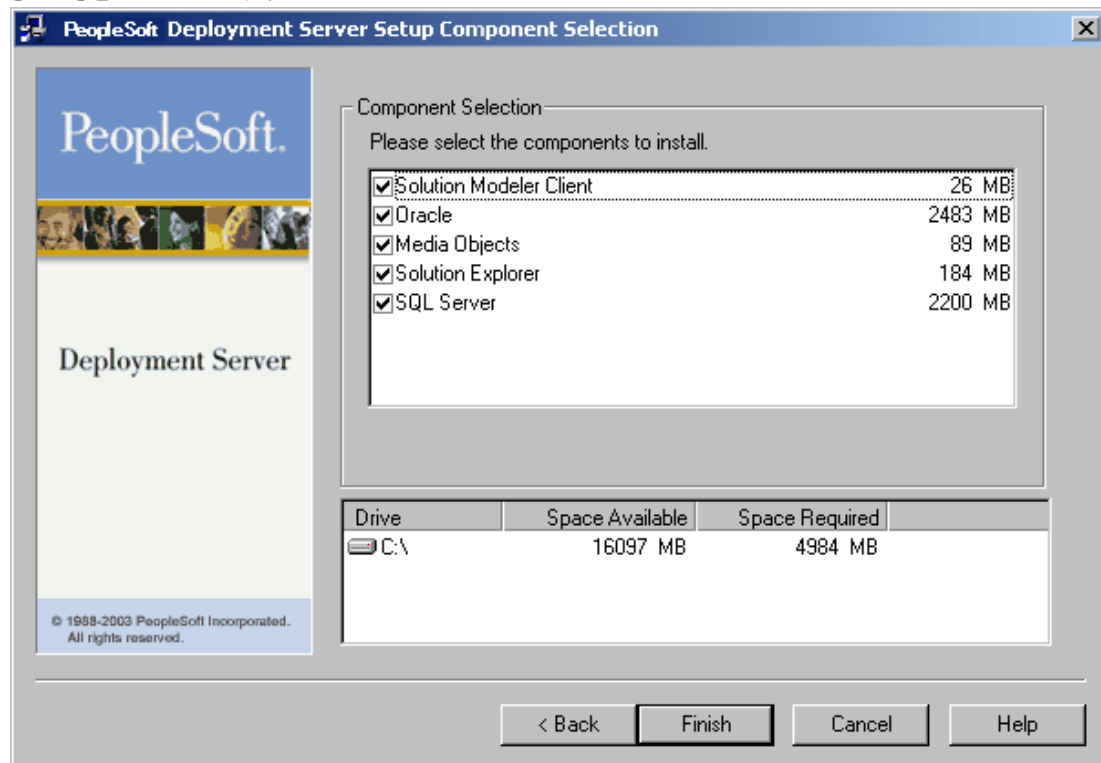 PeopleSoft Deployment Server Setup Component Selection
PeopleSoft.
Deployment Server
© 1988-2003 PeopleSoft Incorporated.
All rights reserved.
Component Selection
Please select the components to install.
Solution Modeler Client 26 MB
Oracle 2483 MB
Media Objects 89 MB
Solution Explorer 184 MB
SQL Server 2200 MB
Drive Space Available Space Required
C:\ 16097 MB 4984 MB
< Back Finish Cancel Help